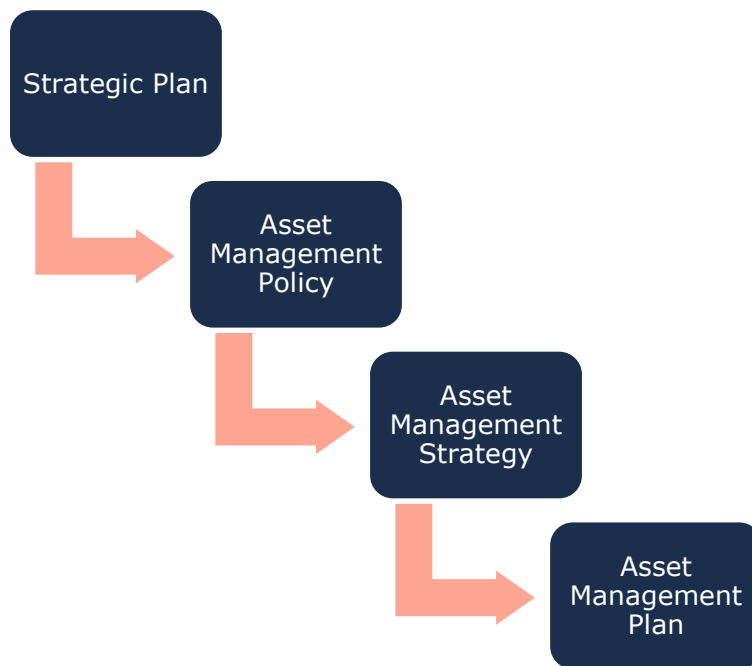 Strategic Plan
Asset
Management
Policy
Asset
Management
Strategy
Asset
Management
Plan